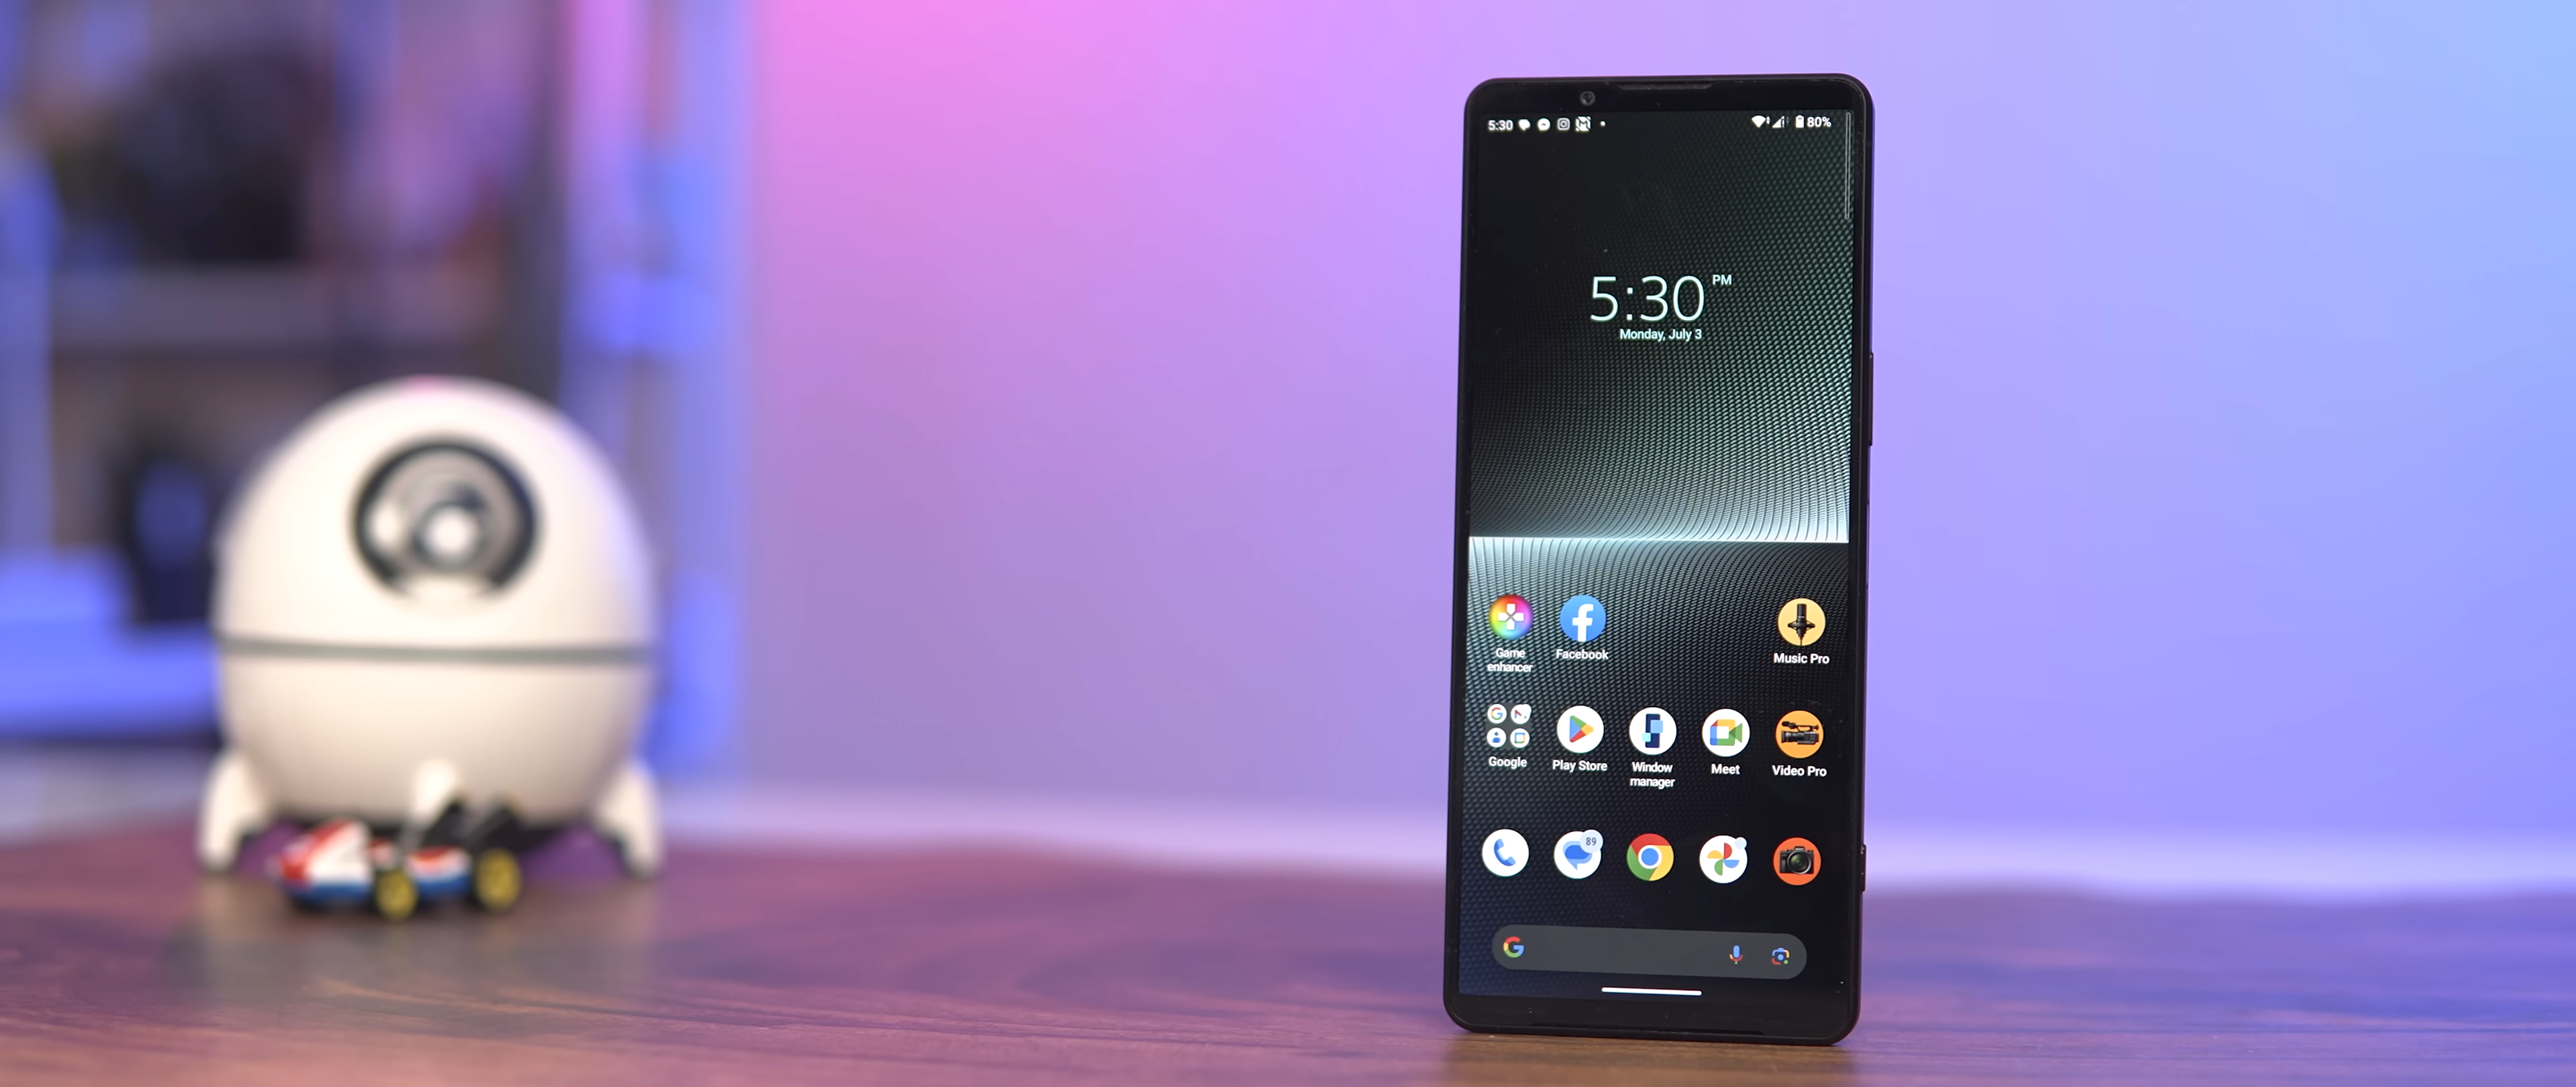 5:30
80%
5:30 PM
Monday, July 3
Game
enhancer
Facebook
Music Pro
Google
Play Store
Window
manager
Meet
Video Pro
89